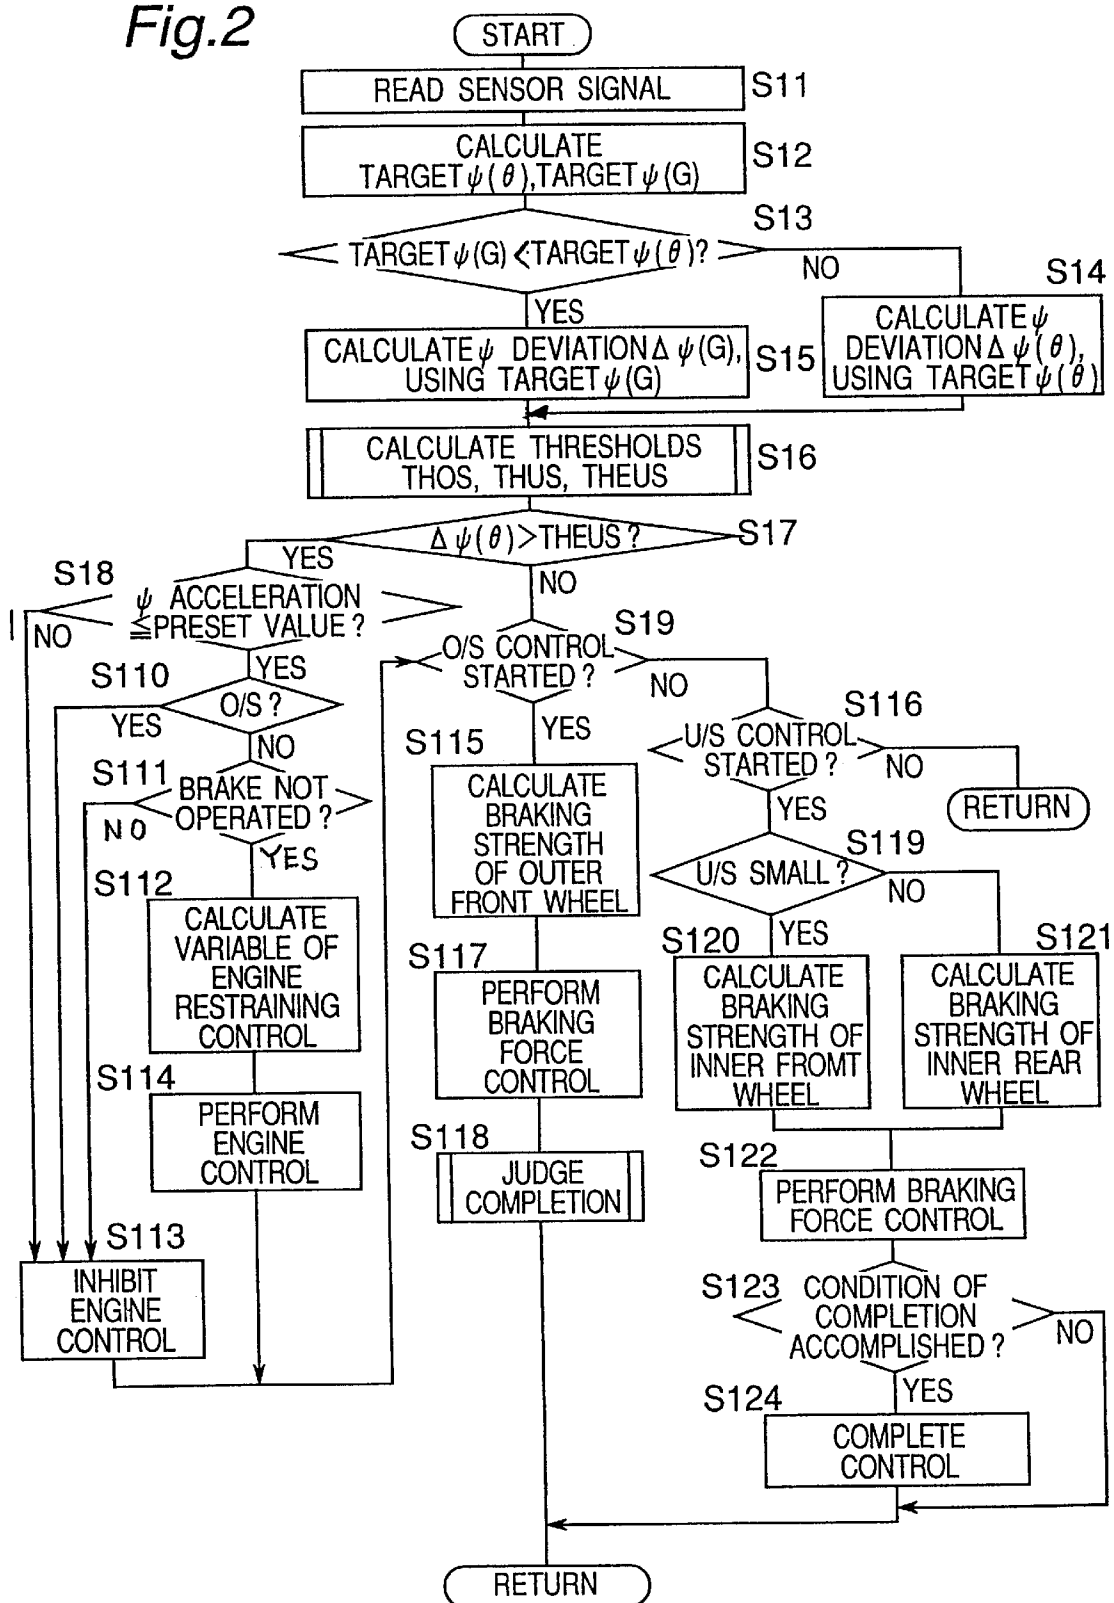 Fig.2
START
READ SENSOR SIGNAL
S11
CALCULATE
TARGET ψ(θ),TARGET ψ(G)
S12
S13
TARGET ψ(G) <TARGET ψ(θ)?
NO
YES
S14
CALCULATE ψ
DEVIATION Δ ψ(θ),
USING TARGET ψ(θ)
CALCULATE ψ DEVIATION Δ ψ(G),
USING TARGET ψ(G)
S15
CALCULATE THRESHOLDS
THOS, THUS, THEUS
S16
Δ ψ(θ)>THEUS?
S17
YES
NO
S18
ψ ACCELERATION
≦PRESET VALUE?
NO
YES
S19
O/S CONTROL
STARTED?
NO
YES
S110
O/S?
YES
NO
S111
BRAKE NOT
OPERATED?
NO
YES
S112
CALCULATE
VARIABLE OF
ENGINE
RESTRAINING
CONTROL
S114
PERFORM
ENGINE
CONTROL
S113
INHIBIT
ENGINE
CONTROL
S115
CALCULATE
BRAKING
STRENGTH
OF OUTER
FRONT WHEEL
S117
PERFORM
BRAKING
FORCE
CONTROL
S118
JUDGE
COMPLETION
S116
U/S CONTROL
STARTED?
NO
YES
RETURN
S119
U/S SMALL?
NO
YES
S120
CALCULATE
BRAKING
STRENGTH OF
INNER FROMT
WHEEL
S121
CALCULATE
BRAKING
STRENGTH OF
INNER REAR
WHEEL
S122
PERFORM BRAKING
FORCE CONTROL
S123
CONDITION OF
COMPLETION
ACCOMPLISHED?
NO
YES
S124
COMPLETE
CONTROL
RETURN